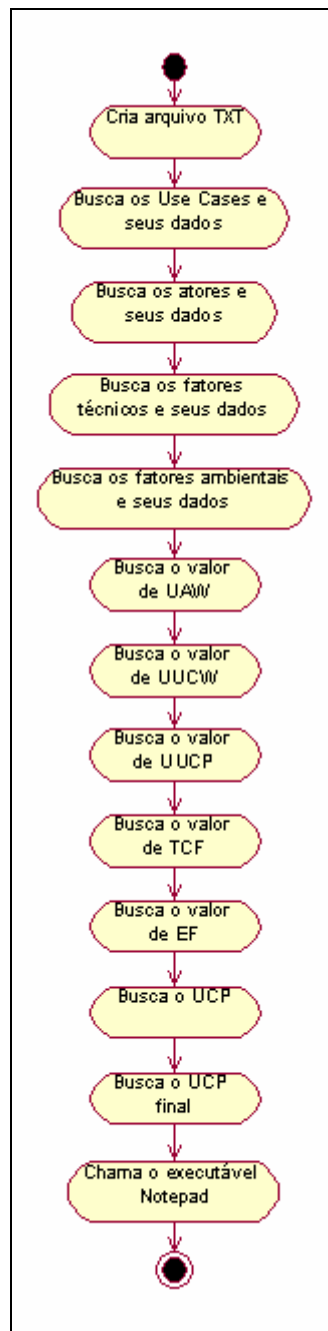 Cria arquivo TXT
Busca os Use Cases e
seus dados
Busca os atores e
seus dados
Busca os fatores
técnicos e seus dados
Busca os fatores ambientais
e seus dados
Busca o valor
de UAW
Busca o valor
de UUCW
Busca o valor
de UUCP
Busca o valor
de TCF
Busca o valor
de EF
Busca o UCP
Busca o UCP
final
Chama o executável
Notepad